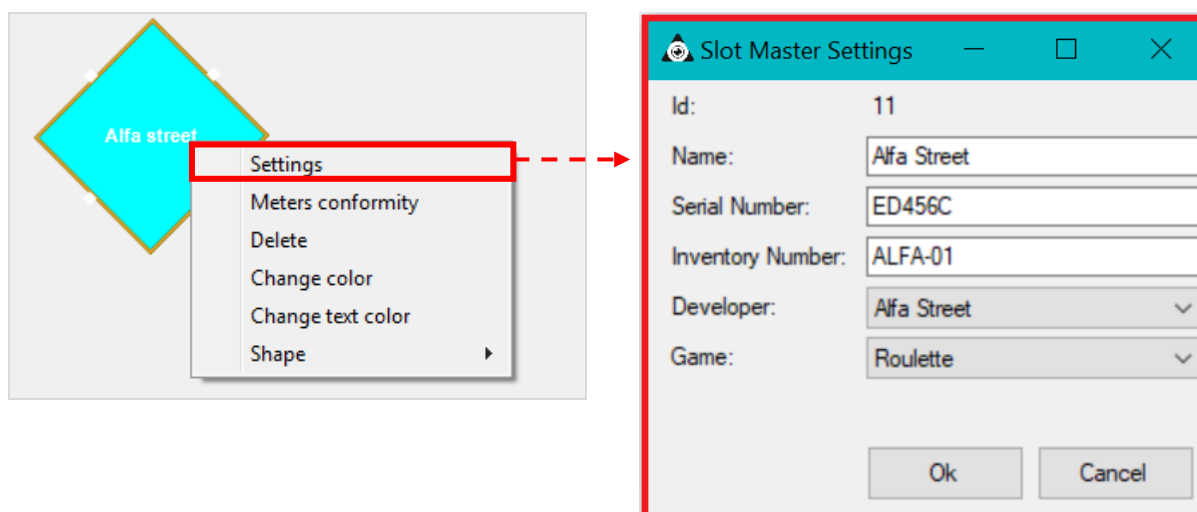 Alfa street
Settings
Meters conformity
Delete
Change color
Change text color
Shape
Slot Master Settings
Id: 11
Name: Alfa Street
Serial Number: ED456C
Inventory Number: ALFA-01
Developer: Alfa Street
Game: Roulette
Ok Cancel